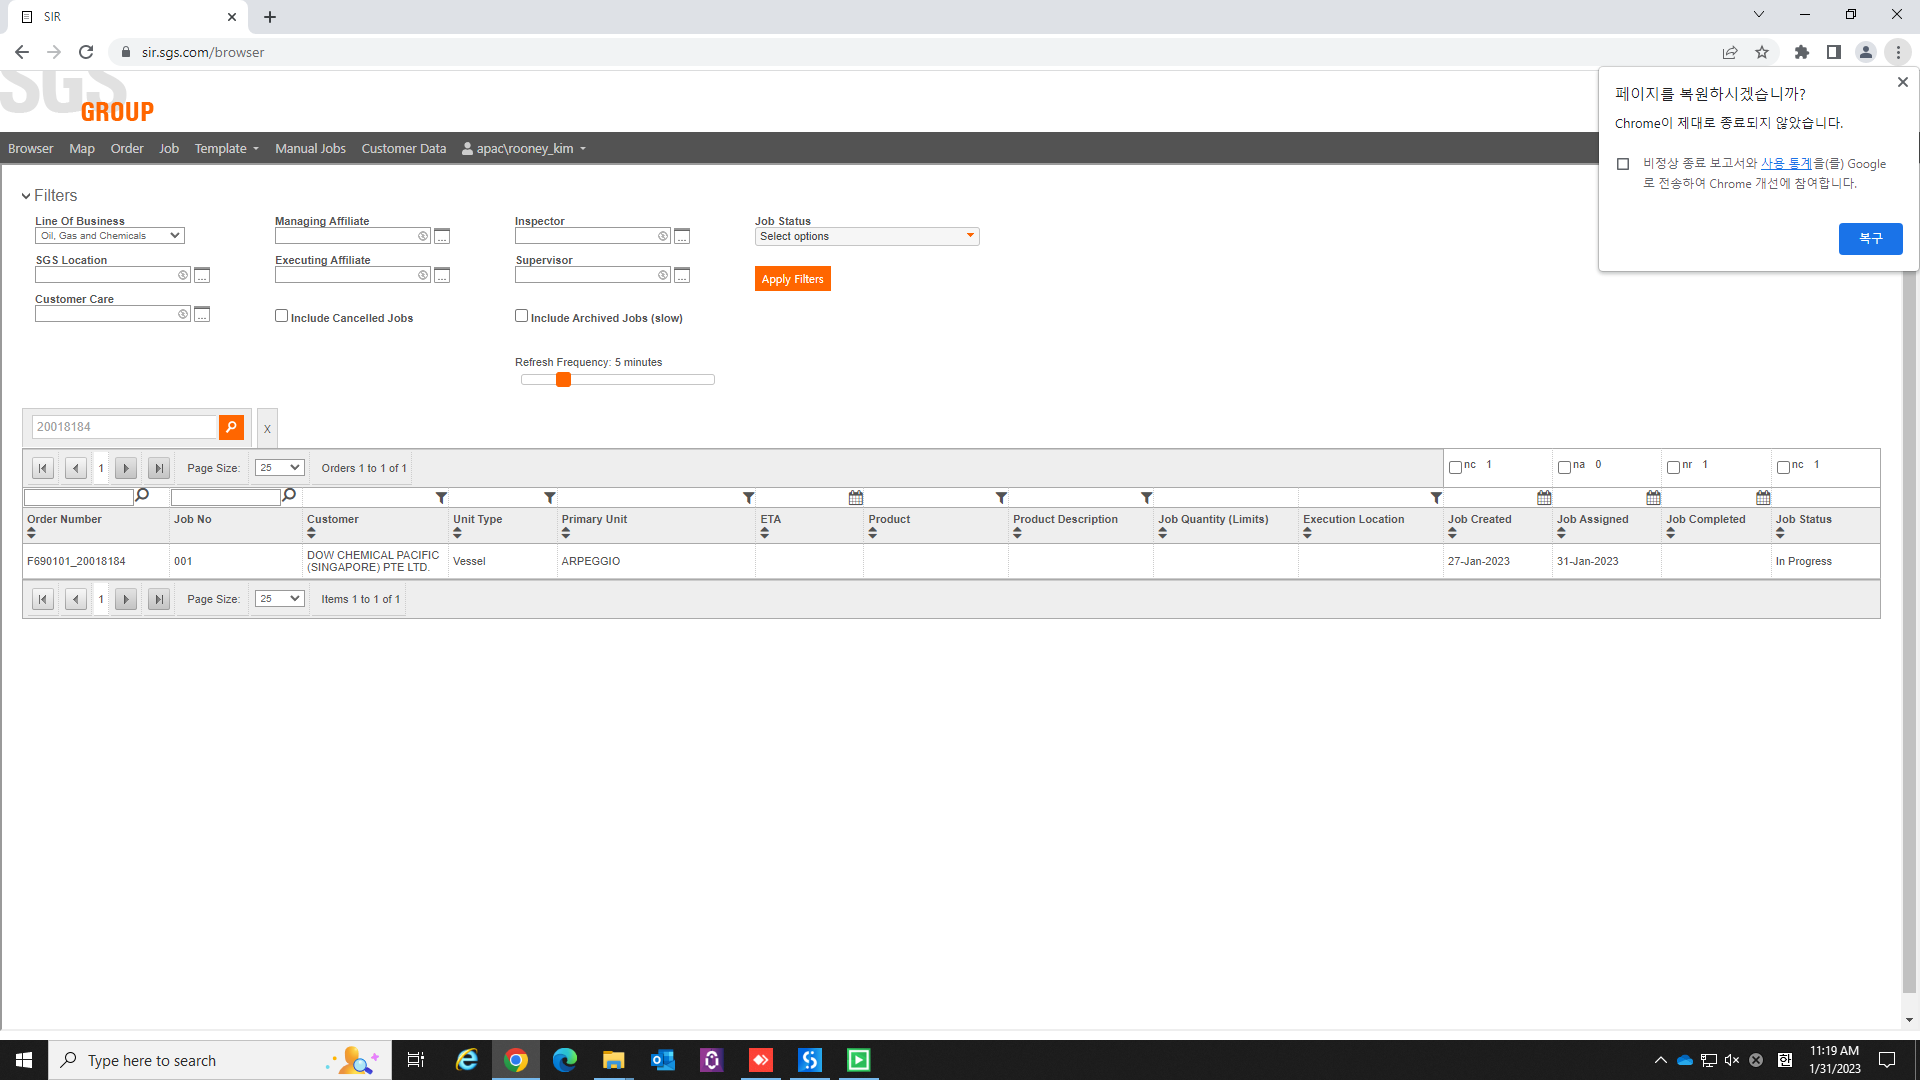 SIR
sir.sgs.com/browser
SGS
GROUP
Browser Map Order Job Template Manual Jobs Customer Data apac\rooney_kim
페이지를 복원하시겠습니까?
Chrome이 제대로 종료되지 않았습니다.
비정상 종료 보고서와 사용 통계을(를) Google
로 전송하여 Chrome 개선에 참여합니다.
복구
Filters
Line Of Business Managing Affiliate Inspector Job Status
Oil, Gas and Chemicals ... ... Select options
SGS Location Executing Affiliate Supervisor
... ... ... Apply Filters
Customer Care
... Include Cancelled Jobs Include Archived Jobs (slow)
Refresh Frequency: 5 minutes
20018184 X
1 Page Size: 25 Orders 1 to 1 of 1 nc 1 na 0 nr 1 nc 1
Order Number Job No Customer Unit Type Primary Unit ETA Product Product Description Job Quantity (Limits) Execution Location Job Created Job Assigned Job Completed Job Status
F690101_20018184 001 DOW CHEMICAL PACIFIC (SINGAPORE) PTE LTD. Vessel ARPEGGIO 27-Jan-2023 31-Jan-2023 In Progress
1 Page Size: 25 Items 1 to 1 of 1
Type here to search 한 11:19 AM
1/31/2023